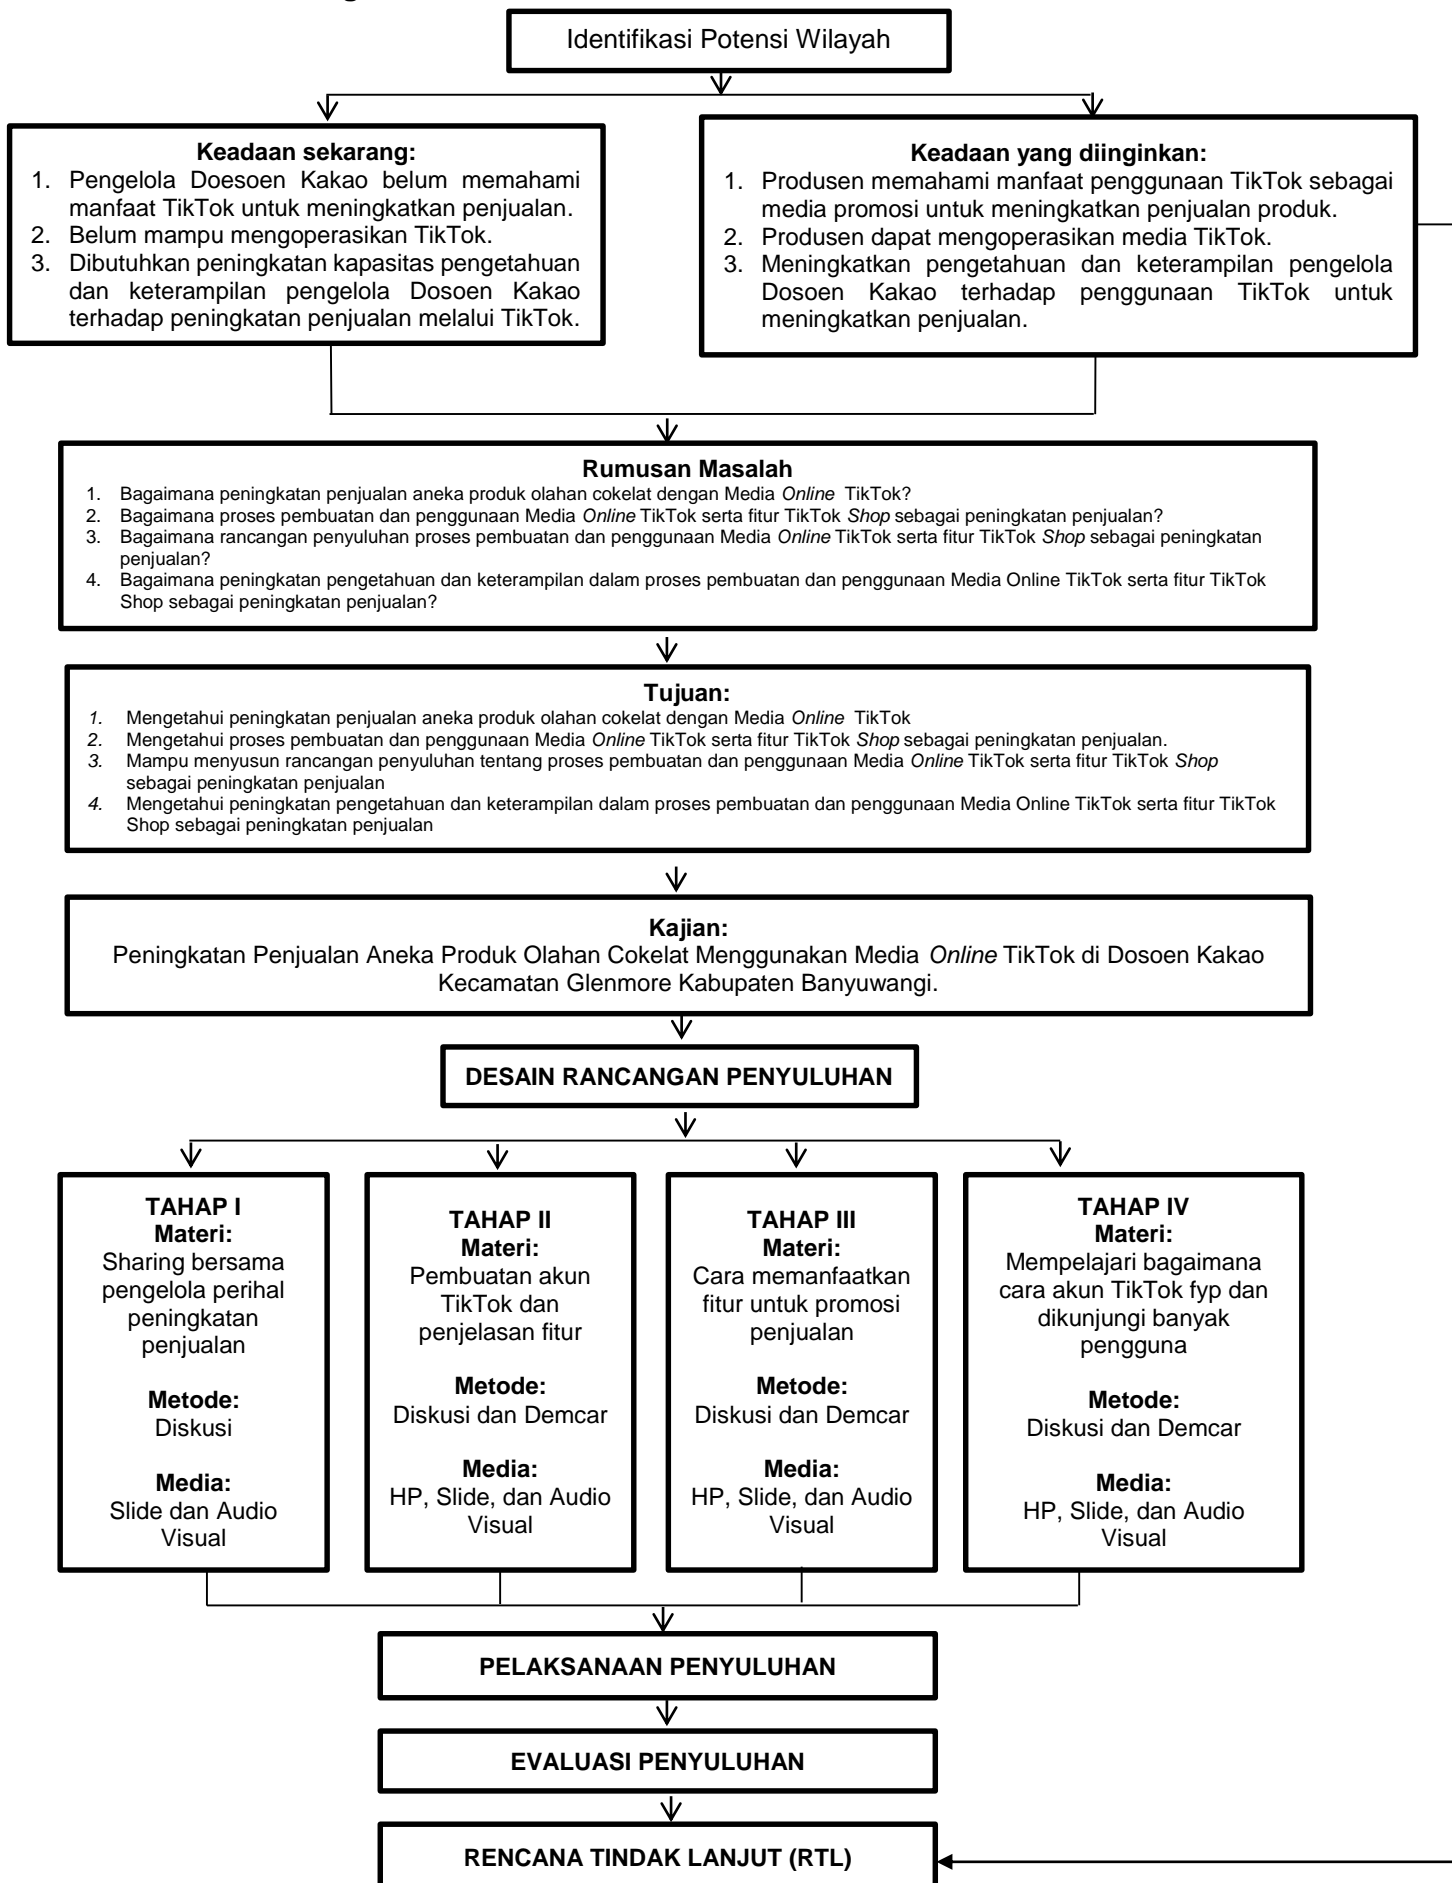 Identifikasi Potensi Wilayah
Keadaan sekarang:
1. Pengelola Doesoen Kakao belum memahami
manfaat TikTok untuk meningkatkan penjualan.
2. Belum mampu mengoperasikan TikTok.
3. Dibutuhkan peningkatan kapasitas pengetahuan
dan keterampilan pengelola Dosoen Kakao
terhadap peningkatan penjualan melalui TikTok.
Keadaan yang diinginkan:
1. Produsen memahami manfaat penggunaan TikTok sebagai
media promosi untuk meningkatkan penjualan produk.
2. Produsen dapat mengoperasikan media TikTok.
3. Meningkatkan pengetahuan dan keterampilan pengelola
Dosoen Kakao terhadap penggunaan TikTok untuk
meningkatkan penjualan.
Rumusan Masalah
1. Bagaimana peningkatan penjualan aneka produk olahan cokelat dengan Media Online TikTok?
2. Bagaimana proses pembuatan dan penggunaan Media Online TikTok serta fitur TikTok Shop sebagai peningkatan penjualan?
3. Bagaimana rancangan penyuluhan proses pembuatan dan penggunaan Media Online TikTok serta fitur TikTok Shop sebagai peningkatan
penjualan?
4. Bagaimana peningkatan pengetahuan dan keterampilan dalam proses pembuatan dan penggunaan Media Online TikTok serta fitur TikTok
Shop sebagai peningkatan penjualan?
Tujuan:
1. Mengetahui peningkatan penjualan aneka produk olahan cokelat dengan Media Online TikTok
2. Mengetahui proses pembuatan dan penggunaan Media Online TikTok serta fitur TikTok Shop sebagai peningkatan penjualan.
3. Mampu menyusun rancangan penyuluhan tentang proses pembuatan dan penggunaan Media Online TikTok serta fitur TikTok Shop
sebagai peningkatan penjualan
4. Mengetahui peningkatan pengetahuan dan keterampilan dalam proses pembuatan dan penggunaan Media Online TikTok serta fitur TikTok
Shop sebagai peningkatan penjualan
Kajian:
Peningkatan Penjualan Aneka Produk Olahan Cokelat Menggunakan Media Online TikTok di Dosoen Kakao
Kecamatan Glenmore Kabupaten Banyuwangi.
DESAIN RANCANGAN PENYULUHAN
TAHAP I
Materi:
Sharing bersama
pengelola perihal
peningkatan
penjualan
Metode:
Diskusi
Media:
Slide dan Audio
Visual
TAHAP II
Materi:
Pembuatan akun
TikTok dan
penjelasan fitur
Metode:
Diskusi dan Demcar
Media:
HP, Slide, dan Audio
Visual
TAHAP III
Materi:
Cara memanfaatkan
fitur untuk promosi
penjualan
Metode:
Diskusi dan Demcar
Media:
HP, Slide, dan Audio
Visual
TAHAP IV
Materi:
Mempelajari bagaimana
cara akun TikTok fyp dan
dikunjungi banyak
pengguna
Metode:
Diskusi dan Demcar
Media:
HP, Slide, dan Audio
Visual
PELAKSANAAN PENYULUHAN
EVALUASI PENYULUHAN
RENCANA TINDAK LANJUT (RTL)